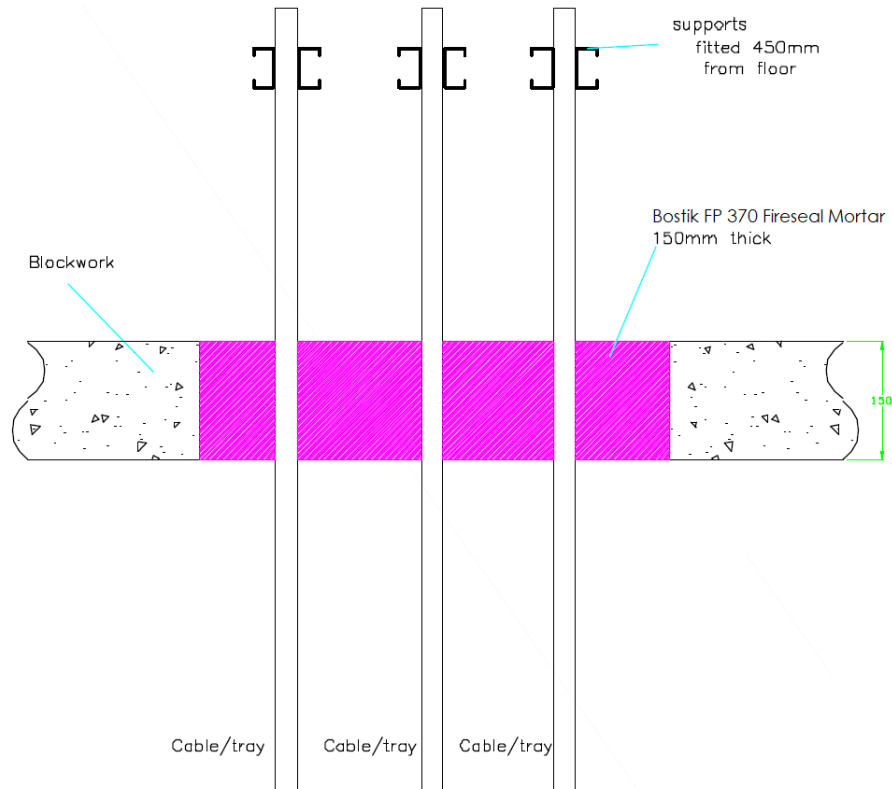 supports
fitted 450mm
from floor
Bostik FP 370 Fireseal Mortar
150mm thick
Blockwork
150
Cable/tray
Cable/tray
Cable/tray